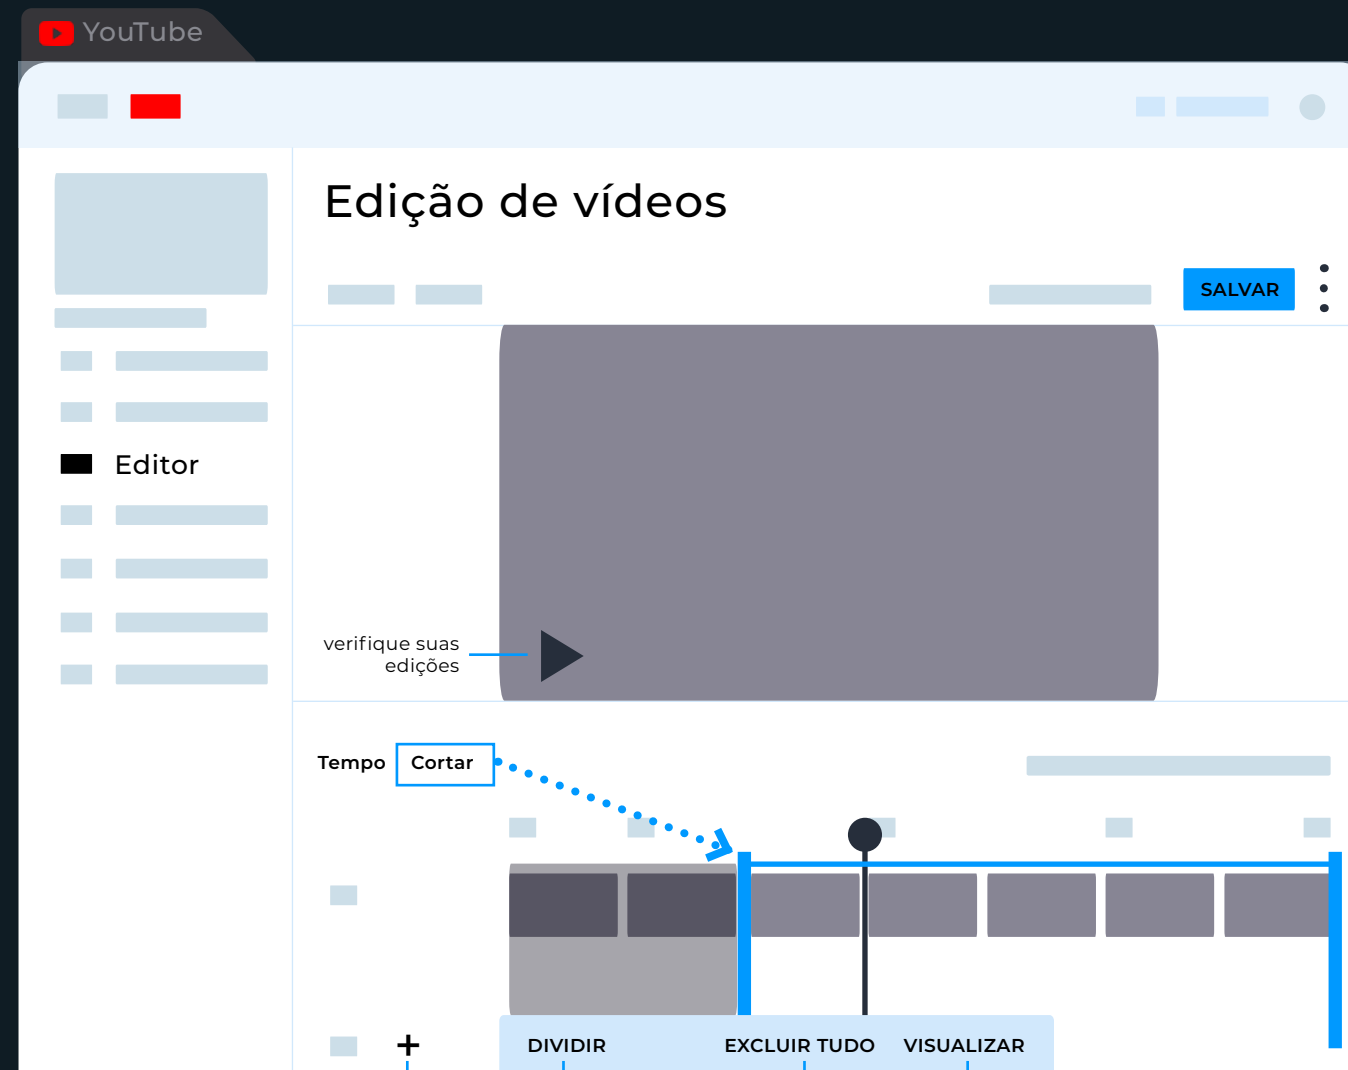 YouTube
Edição de vídeos
SALVAR
Editor
verifique suas
edições
Tempo
Cortar
+
DIVIDIR
EXCLUIR TUDO
VISUALIZAR